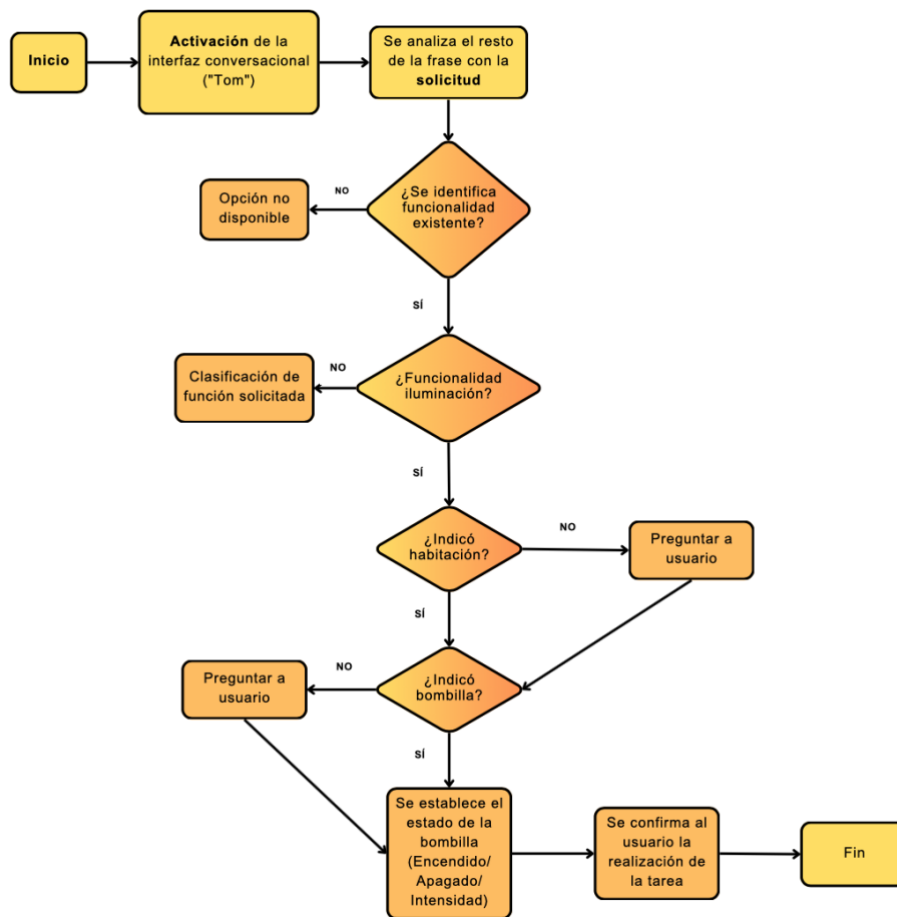 Inicio
Activación de la
interfaz conversacional
("Tom")
Se analiza el resto
de la frase con la
solicitud
¿Se identifica
funcionalidad
existente?
NO
Opción no
disponible
SÍ
¿Funcionalidad
iluminación?
NO
Clasificación de
función solicitada
SÍ
¿Indicó
habitación?
NO
Preguntar a
usuario
SÍ
¿Indicó
bombilla?
NO
Preguntar a
usuario
SÍ
Se establece el
estado de la
bombilla
(Encendido/
Apagado/
Intensidad)
Se confirma al
usuario la
realización de
la tarea
Fin